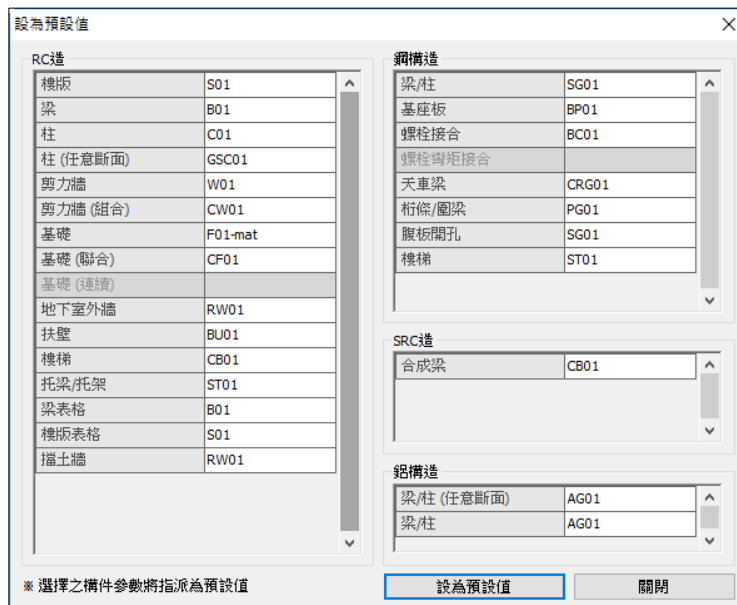 設為預設值
RC造
樓版 S01
梁 B01
柱 C01
柱 (任意斷面) GSC01
剪力牆 W01
剪力牆 (組合) CW01
基礎 F01-mat
基礎 (聯合) CF01
基礎 (連續)
地下室外牆 RW01
扶壁 BU01
樓梯 CB01
托梁/托架 ST01
梁表格 B01
樓版表格 S01
擋土牆 RW01
鋼構造
梁/柱 SG01
基座板 BP01
螺栓接合 BC01
螺栓彎矩接合
天車梁 CRG01
桁條/圍梁 PG01
腹板開孔 SG01
樓梯 ST01
SRC造
合成梁 CB01
鋁構造
梁/柱 (任意斷面) AG01
梁/柱 AG01
※ 選擇之構件參數將指派為預設值
設為預設值
關閉